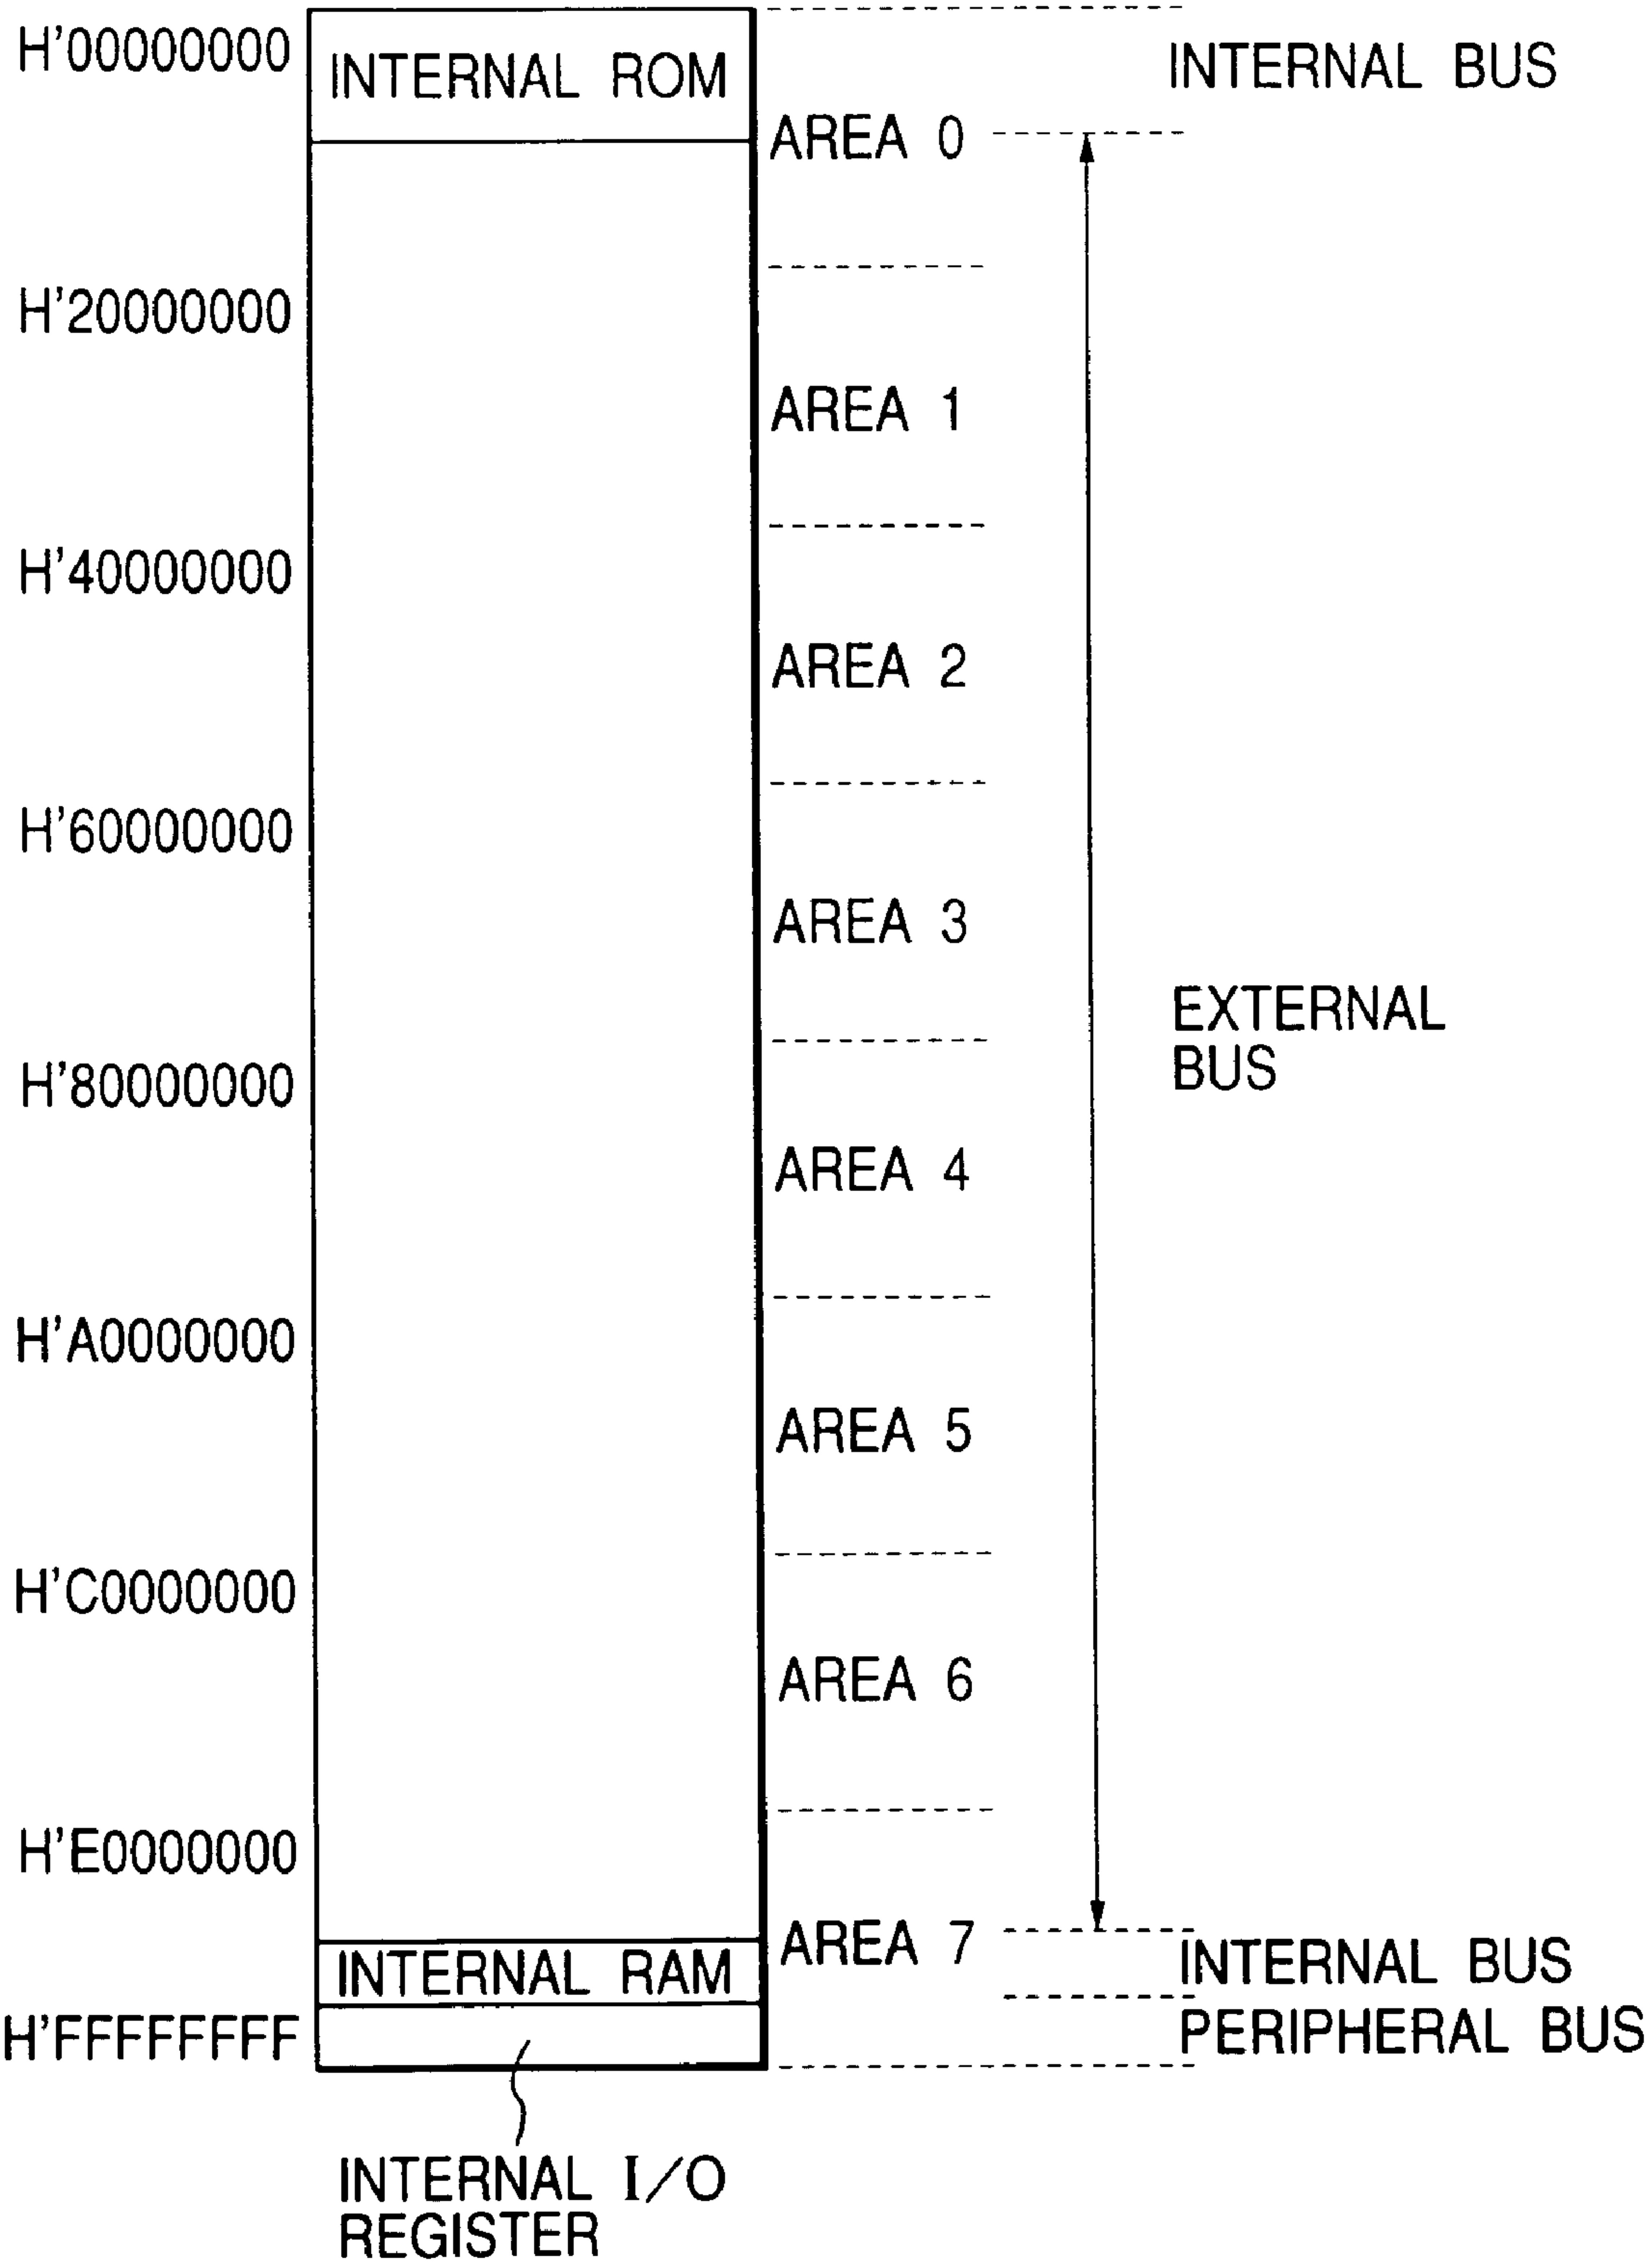 H'00000000
INTERNAL ROM
INTERNAL BUS
AREA 0
H'20000000
AREA 1
H'40000000
AREA 2
H'60000000
AREA 3
EXTERNAL
BUS
H'80000000
AREA 4
H'A0000000
AREA 5
H'C0000000
AREA 6
H'E0000000
AREA 7
INTERNAL RAM
INTERNAL BUS
H'FFFFFFFF
PERIPHERAL BUS
INTERNAL I/O
REGISTER